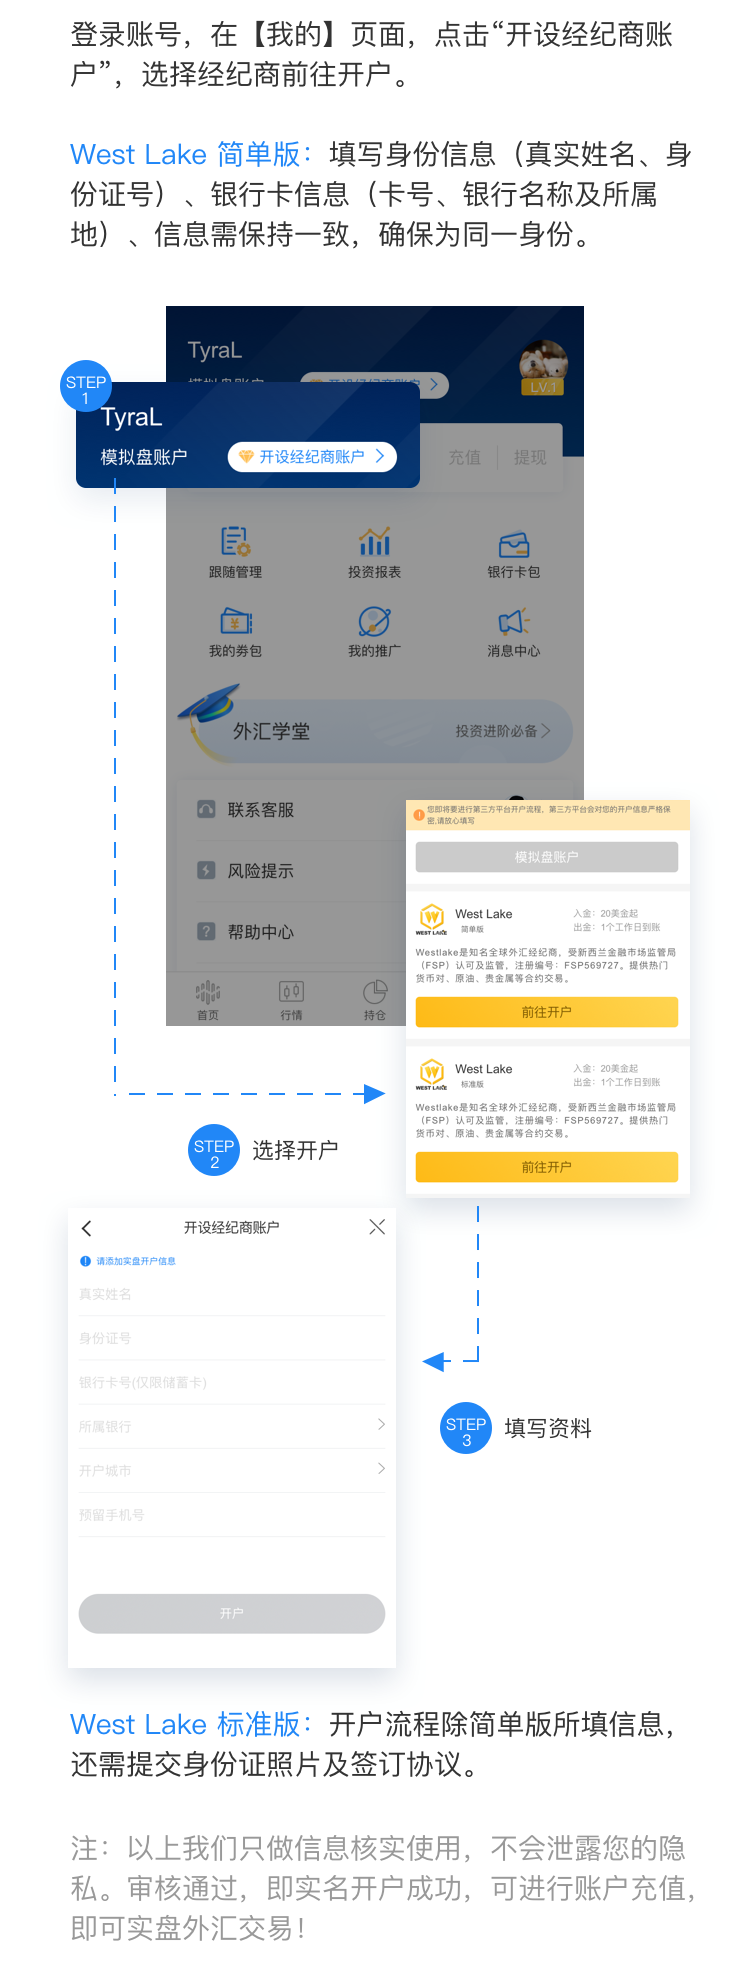 登录账号，在【我的】页面，点击“开设经纪商账
户”，选择经纪商前往开户。
West Lake 简单版：填写身份信息（真实姓名、身
份证号）、银行卡信息（卡号、银行名称及所属
地）、信息需保持一致，确保为同一身份。
TyraL
LV.1
STEP
1
TyraL
模拟盘账户
开设经纪商账户
充值
提现
跟随管理
投资报表
银行卡包
我的券包
我的推广
消息中心
外汇学堂
投资进阶必备
联系客服
风险提示
帮助中心
首页
行情
持仓
您即将要进行第三方平台开户流程，第三方平台会对您的开户信息严格保
密,请放心填写
模拟盘账户
WEST LAKE
West Lake
简单版
入金：20美金起
出金：1个工作日到账
Westlake是知名全球外汇经纪商，受新西兰金融市场监管局
（FSP）认可及监管，注册编号：FSP569727。提供热门
货币对、原油、贵金属等合约交易。
前往开户
WEST LAKE
West Lake
标准版
入金：20美金起
出金：1个工作日到账
Westlake是知名全球外汇经纪商，受新西兰金融市场监管局
（FSP）认可及监管，注册编号：FSP569727。提供热门
货币对、原油、贵金属等合约交易。
前往开户
STEP
2
选择开户
开设经纪商账户
请添加实盘开户信息
真实姓名
身份证号
银行卡号(仅限储蓄卡)
所属银行
开户城市
预留手机号
开户
STEP
3
填写资料
West Lake 标准版：开户流程除简单版所填信息，
还需提交身份证照片及签订协议。
注：以上我们只做信息核实使用，不会泄露您的隐
私。审核通过，即实名开户成功，可进行账户充值，
即可实盘外汇交易！